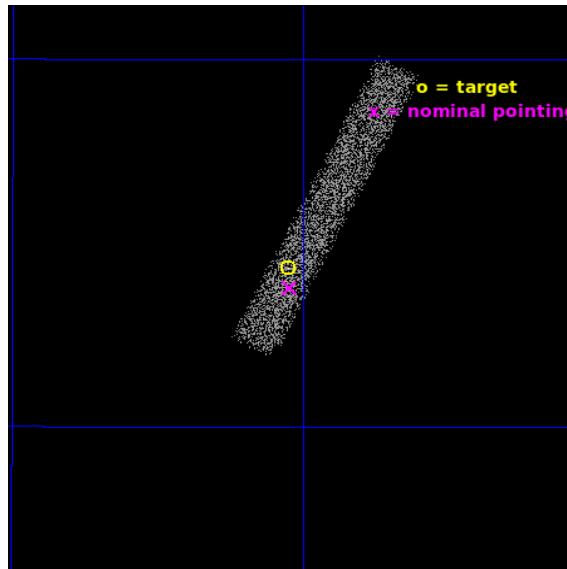 o = target
x = nominal pointing